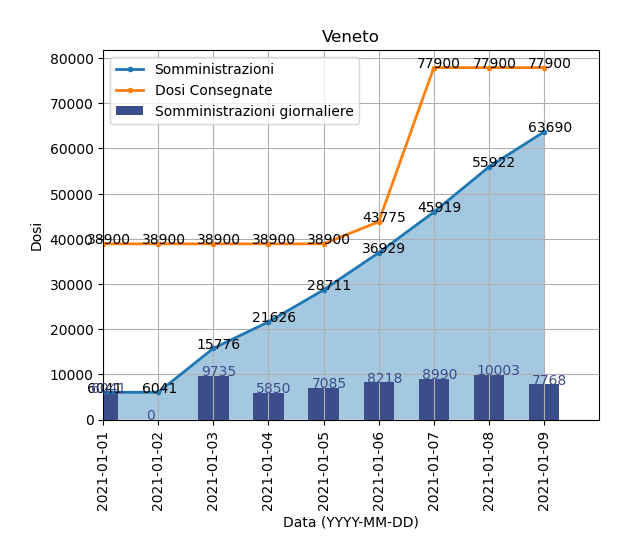 Veneto
Somministrazioni
Dosi Consegnate
Somministrazioni giornaliere
Dosi
80000
70000
60000
50000
40000
30000
20000
10000
0
38900 38900 38900 38900 38900 43775 77900 77900 77900
6041 6041 15776 21626 28711 36929 45919 55922 63690
6041 0 9735 5850 7085 8218 8990 10003 7768
2021-01-01
2021-01-02
2021-01-03
2021-01-04
2021-01-05
2021-01-06
2021-01-07
2021-01-08
2021-01-09
Data (YYYY-MM-DD)